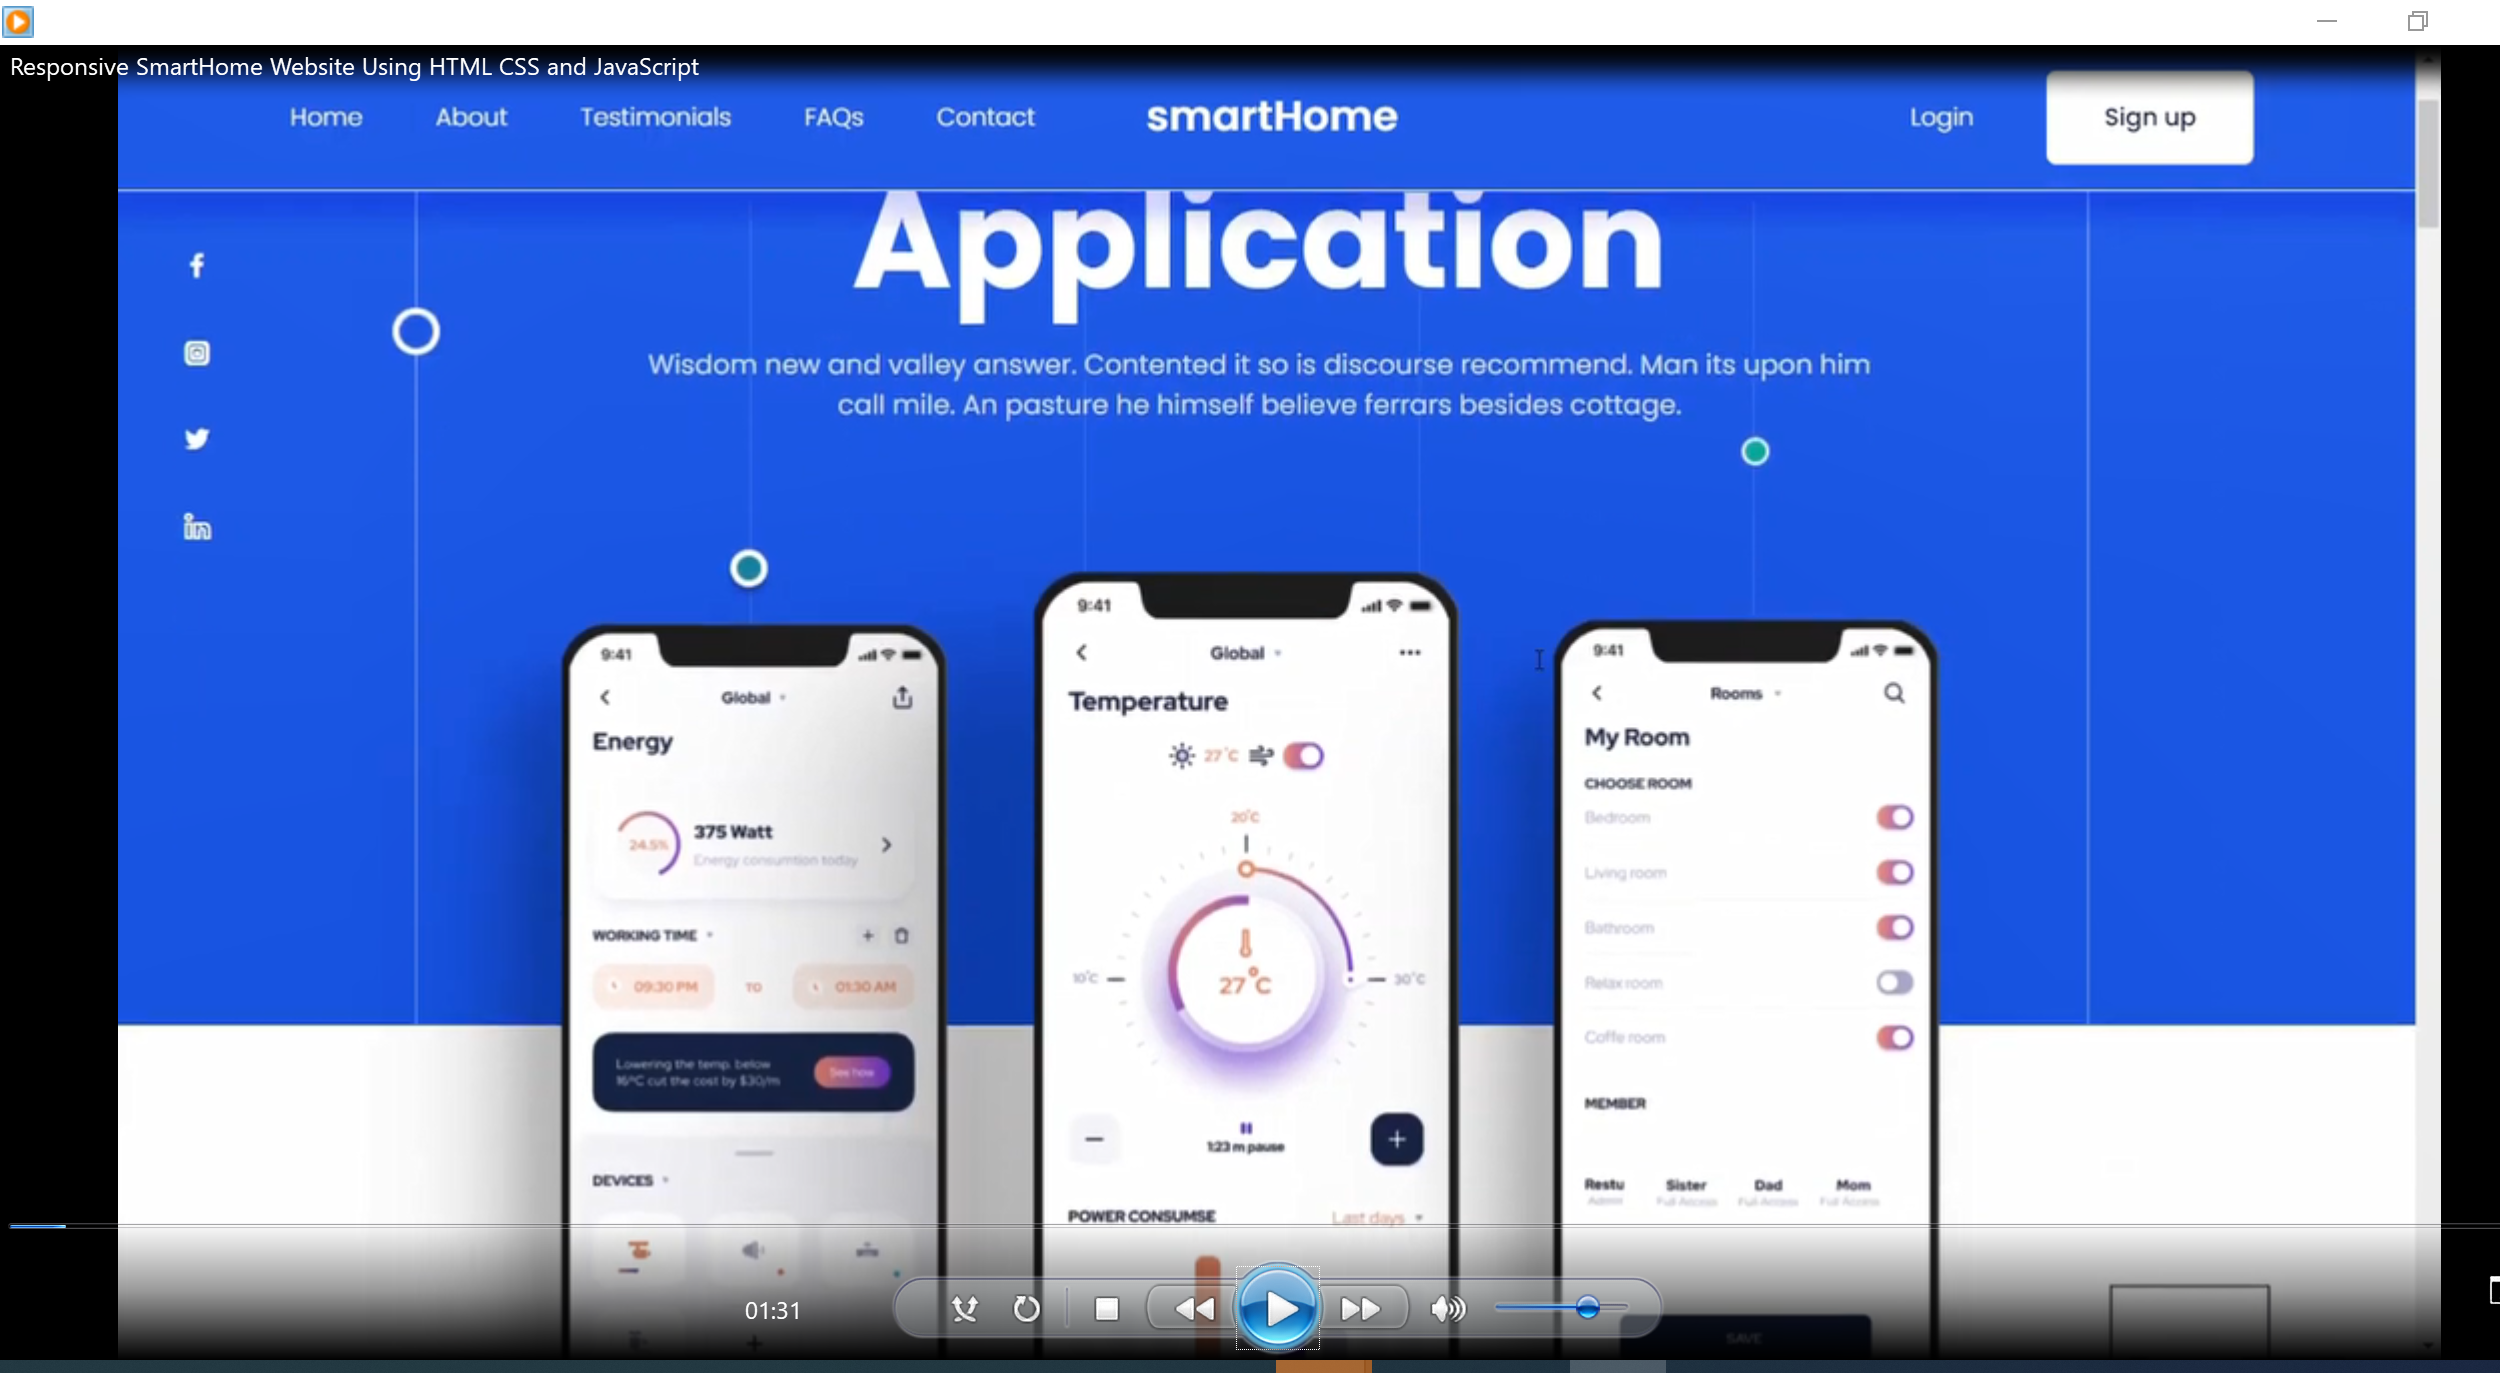 Responsive SmartHome Website Using HTML CSS and JavaScript
Home About Testimonials FAQs Contact smartHome Login Sign up
Application
Wisdom new and valley answer. Contented it so is discourse recommend. Man its upon him
call mile. An pasture he himself believe ferrars besides cottage.
9:41
Global
Energy
24.5%
375 Watt
Energy consumtion today
WORKING TIME
09:30 PM TO 01:30 AM
Lowering the temp. below
16°C cut the cost by $30/m
See how
DEVICES
9:41
Global
Temperature
27°C
20°C
10°C
30°C
27°C
1:23 m pause
POWER CONSUMSE
Last days
9:41
Rooms
My Room
CHOOSE ROOM
Bedroom
Living room
Bathroom
Relax room
Coffe room
MEMBER
Restu Sister Dad Mom
Admin Full Access Full Access Full Access
SAVE
01:31